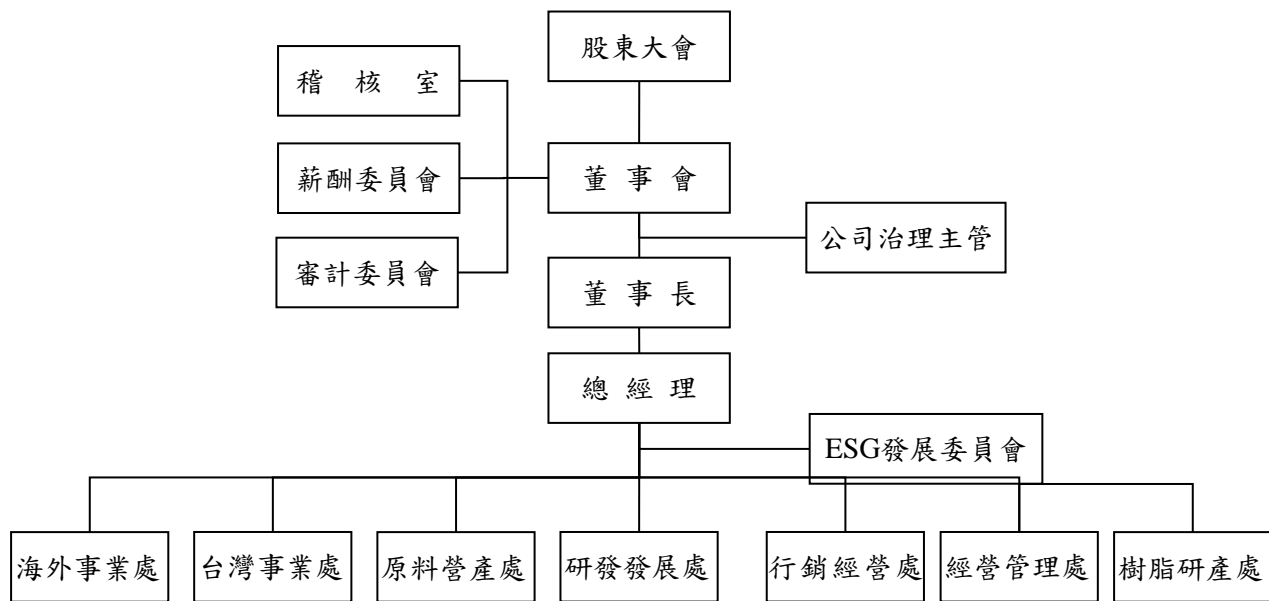 股東大會
稽核室
董事會
薪酬委員會
公司治理主管
審計委員會
董事長
總經理
ESG發展委員會
海外事業處
台灣事業處
原料營產處
研發發展處
行銷經營處
經營管理處
樹脂研產處